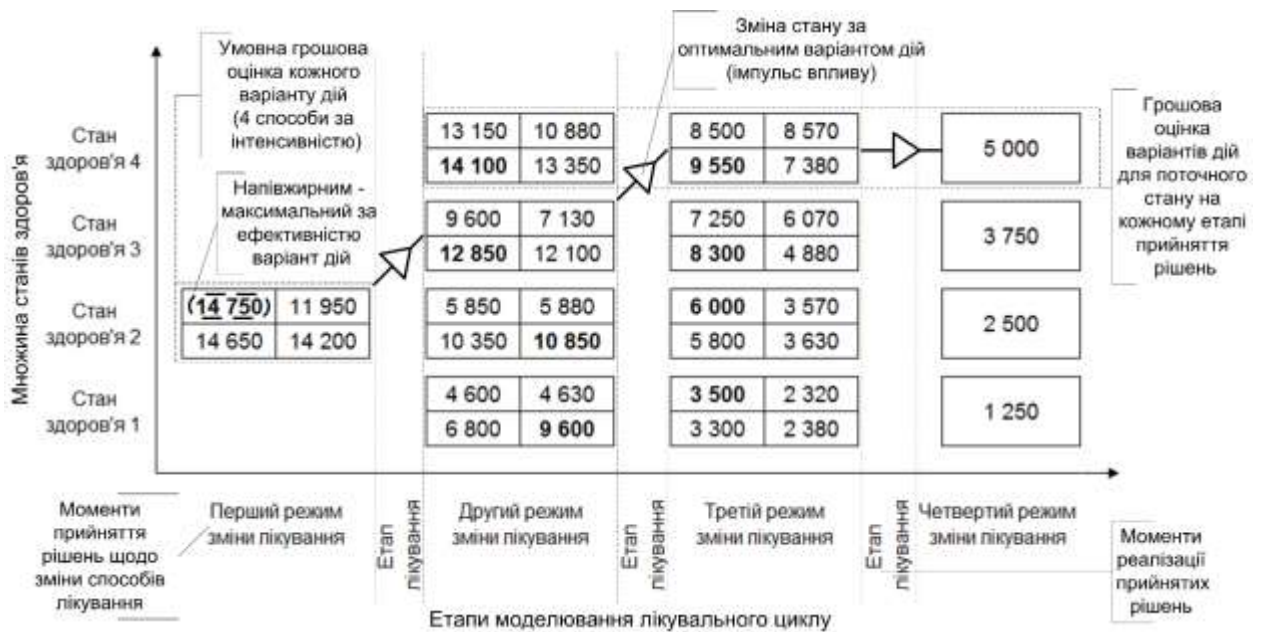 Зміна стану за
оптимальним варіантом дій
(імпульс впливу)
Умовна грошова
оцінка кожного
варіанту дій
(4 способи за
інтенсивністю)
Напівжирним -
максимальний за
ефективністю
варіант дій
Грошова
оцінка
варіантів дій
для поточного
стану на
кожному етапі
прийняття
рішень
Множина станів здоров'я
Стан
здоров'я 4
13 150 10 880
14 100 13 350
8 500 8 570
9 550 7 380
5 000
Стан
здоров'я 3
9 600 7 130
12 850 12 100
7 250 6 070
8 300 4 880
3 750
Стан
здоров'я 2
(14 750) 11 950
14 650 14 200
5 850 5 880
10 350 10 850
6 000 3 570
5 800 3 630
2 500
Стан
здоров'я 1
4 600 4 630
6 800 9 600
3 500 2 320
3 300 2 380
1 250
Моменти
прийняття
рішень щодо
зміни способів
лікування
Перший режим
зміни лікування
Етап
лікування
Другий режим
зміни лікування
Етап
лікування
Третій режим
зміни лікування
Етап
лікування
Четвертий режим
зміни лікування
Моменти
реалізації
прийнятих
рішень
Етапи моделювання лікувального циклу